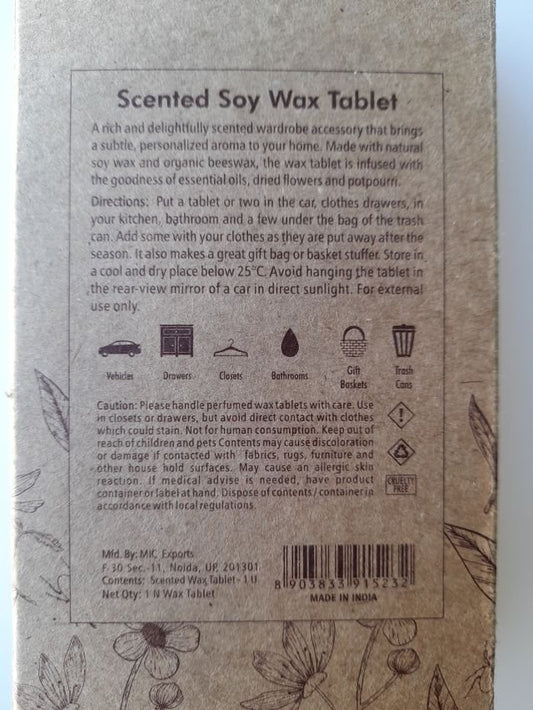 Scented Soy Wax Tablet
A rich and delightfully scented wardrobe accessory that brings
a subtle, personalized aroma to your home. Made with natural
soy wax and organic beeswax, the wax tablet is infused with
the goodness of essential oils, dried flowers and potpourri.
Directions: Put a tablet or two in the car, clothes drawers, in
your kitchen, bathroom and a few under the bag of the trash
can. Add some with your clothes as they are put away after the
season. It also makes a great gift bag or basket stuffer. Store in
a cool and dry place below 25°C. Avoid hanging the tablet in
the rear-view mirror of a car in direct sunlight. For external
use only.
Vehicles Drawers Closets Bathrooms Gift Baskets Trash Cans
Caution: Please handle perfumed wax tablets with care. Use
in closets or drawers, but avoid direct contact with clothes
which could stain. Not for human consumption. Keep out of
reach of children and pets Contents may cause discoloration
or damage if contacted with fabrics, rugs, furniture and
other house hold surfaces. May cause an allergic skin
reaction. If medical advise is needed, have product
container or label at hand. Dispose of contents / container in
accordance with local regulations.
CRUELTY
FREE
Mfd. By: MK Exports
F 30 Sec.-11, Noida, UP, 201301
Contents: Scented Wax Tablet - 1 U
Net Qty: 1 N Wax Tablet
8 903833 915232
MADE IN INDIA